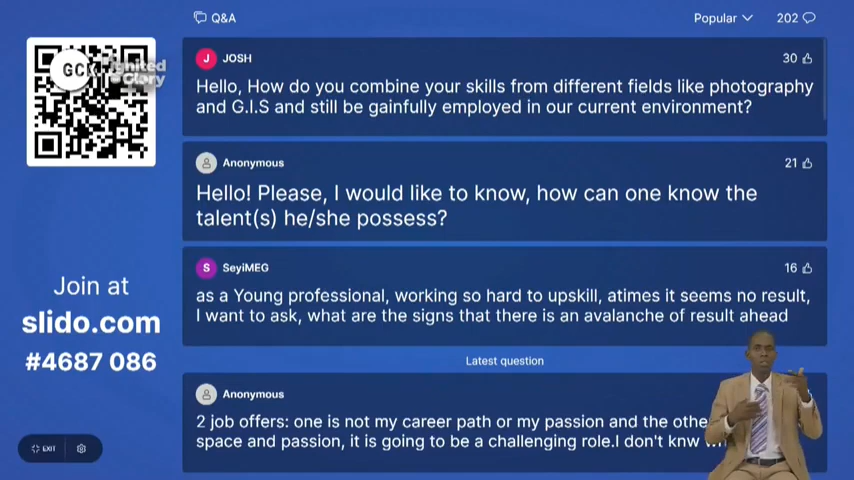 Q&A
Popular
202
GCK
Ignited
Glory
J
JOSH
30
Hello, How do you combine your skills from different fields like photography
and G.I.S and still be gainfully employed in our current environment?
Anonymous
21
Hello! Please, I would like to know, how can one know the
talent(s) he/she possess?
S
SeyiMEG
16
as a Young professional, working so hard to upskill, atimes it seems no result,
I want to ask, what are the signs that there is an avalanche of result ahead
Join at
slido.com
#4687 086
Latest question
Anonymous
2 job offers: one is not my career path or my passion and the othe
space and passion, it is going to be a challenging role.I don't knw
EXIT